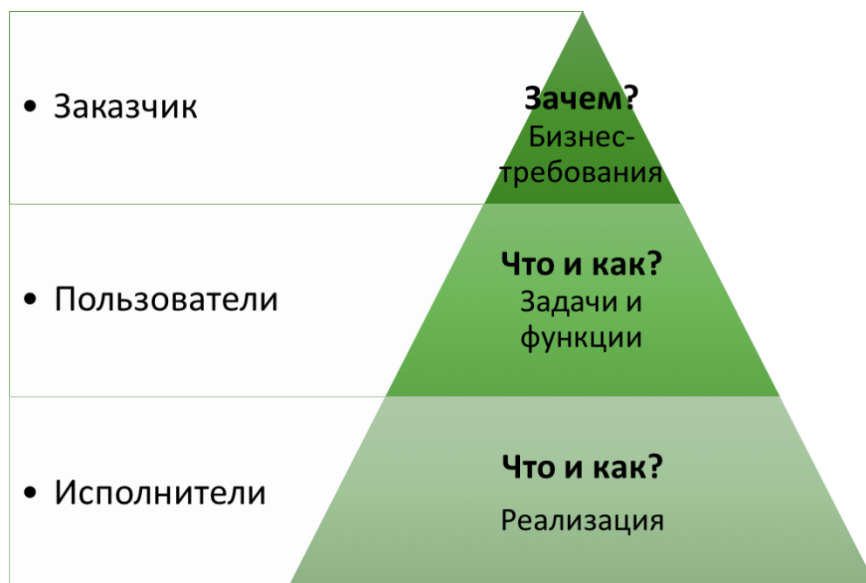 • Заказчик
Зачем?
Бизнес-
требования
• Пользователи
Что и как?
Задачи и
функции
• Исполнители
Что и как?
Реализация